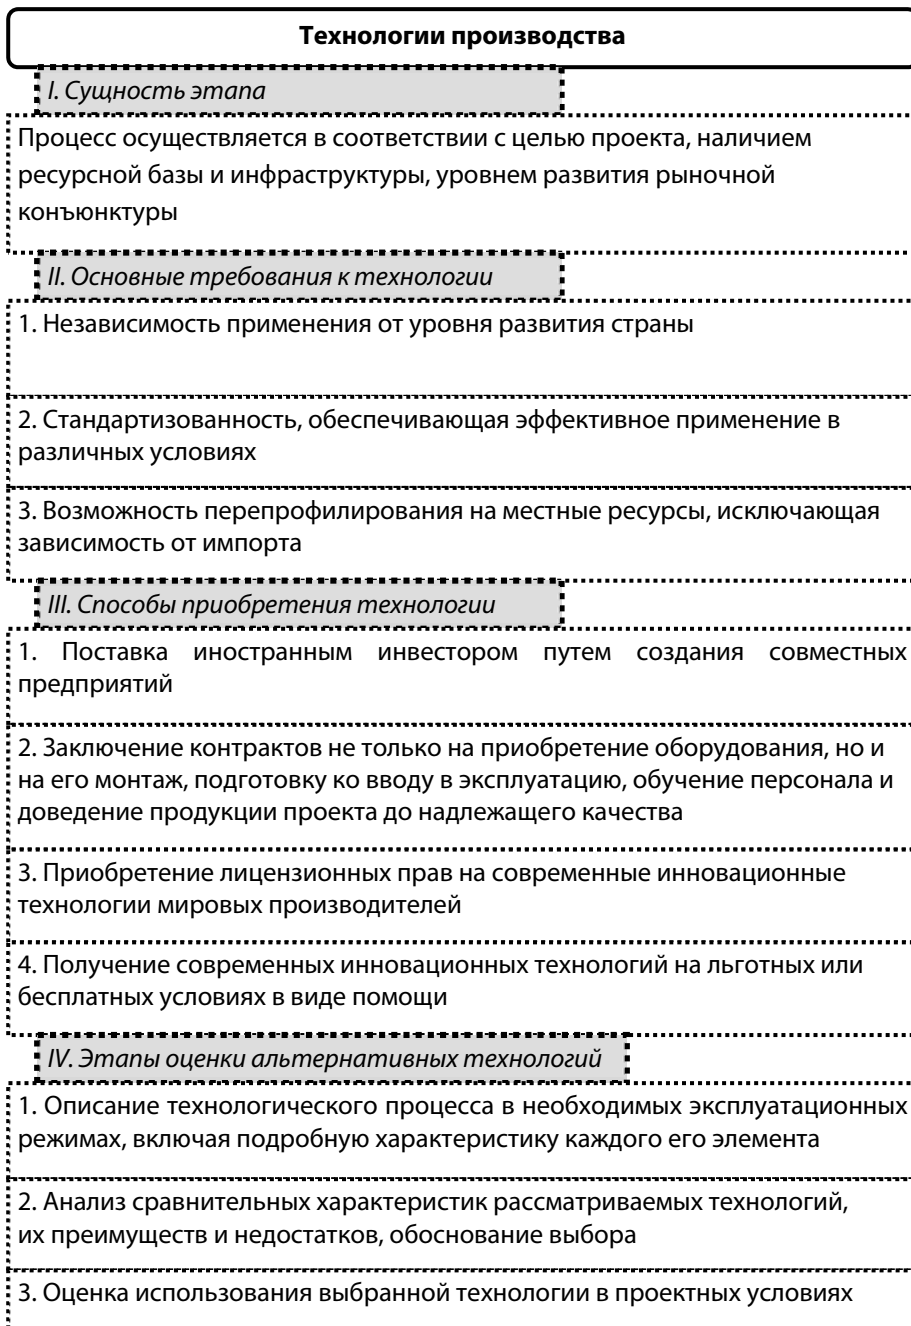 Технологии производства
I. Сущность этапа
Процесс осуществляется в соответствии с целью проекта, наличием
ресурсной базы и инфраструктуры, уровнем развития рыночной
конъюнктуры
II. Основные требования к технологии
1. Независимость применения от уровня развития страны
2. Стандартизованность, обеспечивающая эффективное применение в
различных условиях
3. Возможность перепрофилирования на местные ресурсы, исключающая
зависимость от импорта
III. Способы приобретения технологии
1. Поставка иностранным инвестором путем создания совместных
предприятий
2. Заключение контрактов не только на приобретение оборудования, но и
на его монтаж, подготовку ко вводу в эксплуатацию, обучение персонала и
доведение продукции проекта до надлежащего качества
3. Приобретение лицензионных прав на современные инновационные
технологии мировых производителей
4. Получение современных инновационных технологий на льготных или
бесплатных условиях в виде помощи
IV. Этапы оценки альтернативных технологий
1. Описание технологического процесса в необходимых эксплуатационных
режимах, включая подробную характеристику каждого его элемента
2. Анализ сравнительных характеристик рассматриваемых технологий,
их преимуществ и недостатков, обоснование выбора
3. Оценка использования выбранной технологии в проектных условиях